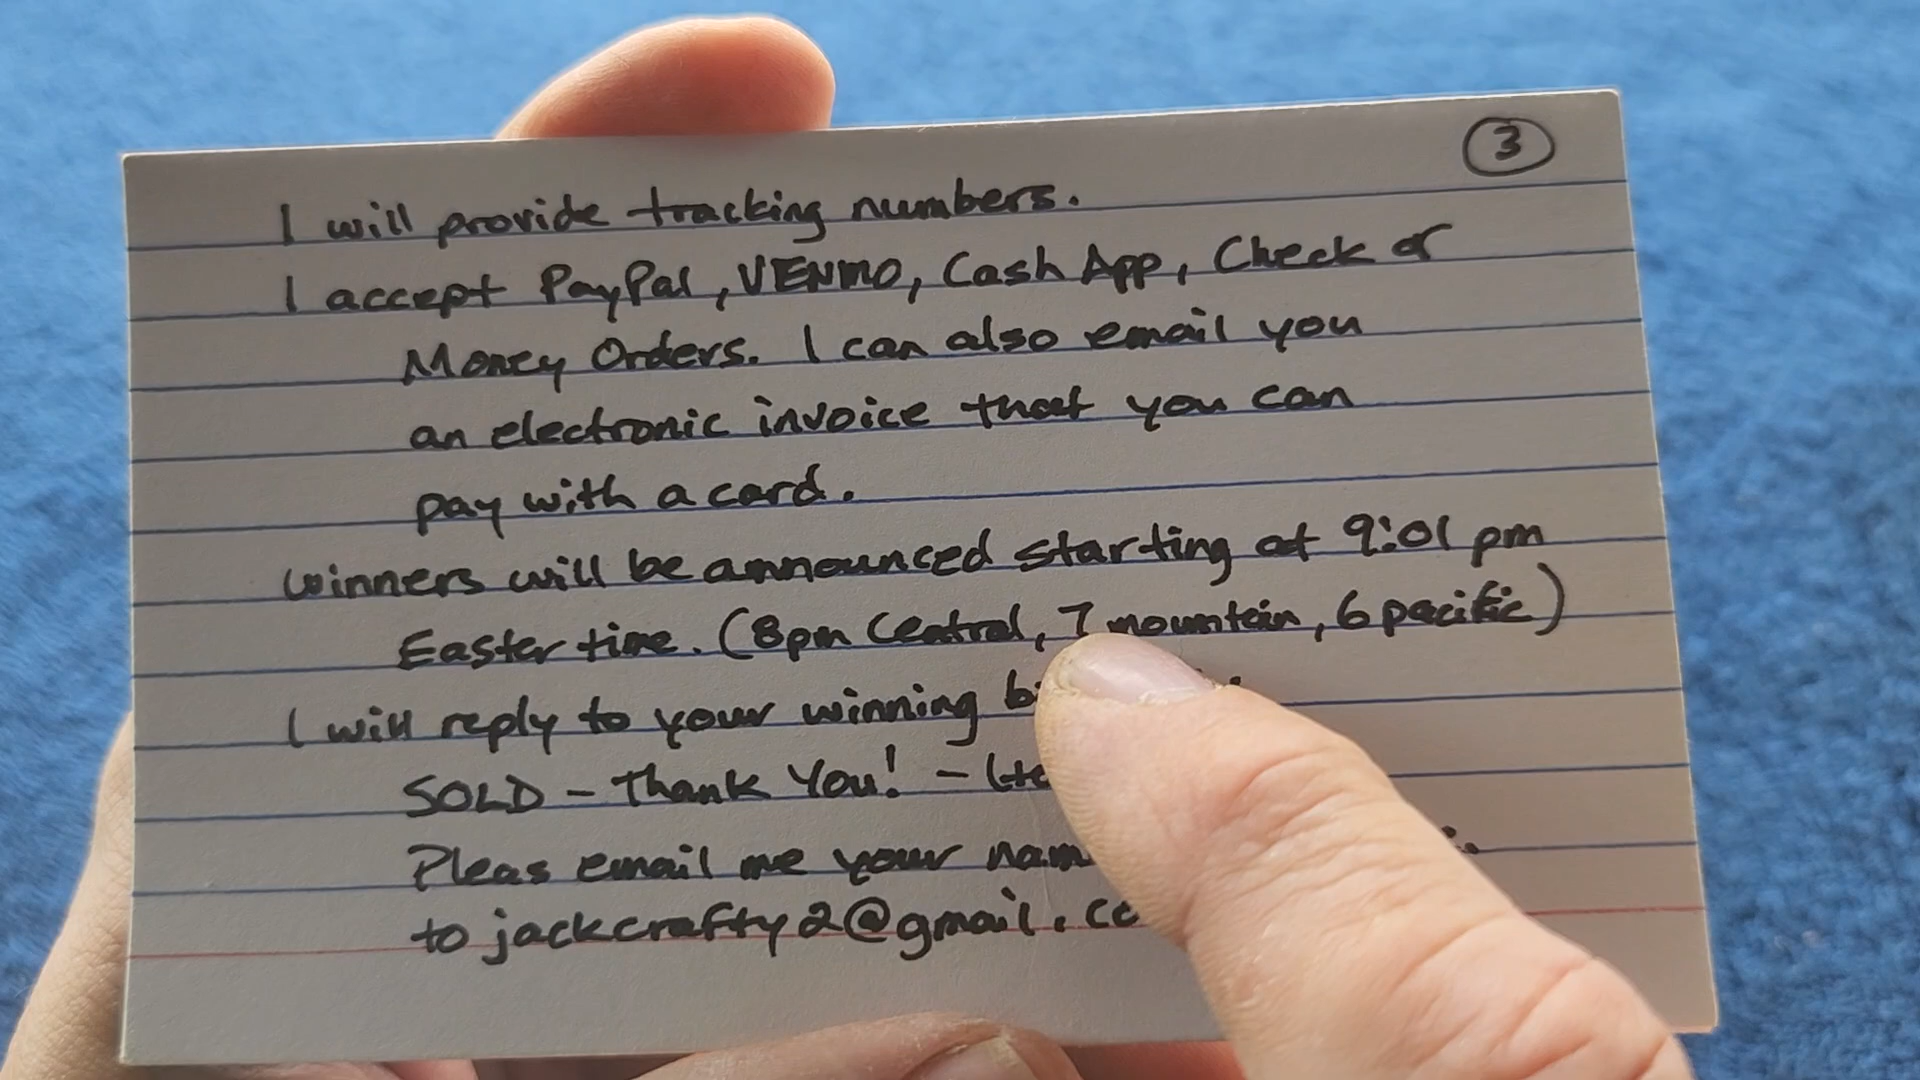 3
I will provide tracking numbers.
I accept PayPal, VENMO, Cash App, Check or
Money Orders. I can also email you
an electronic invoice that you can
pay with a card.
Winners will be announced starting at 9:01 pm
Easter time. (8pm Central, 7 mountain, 6 pacific)
I will reply to your winning
SOLD - Thank You! -
Pleas email me your
to jackcrafty2@gmail.